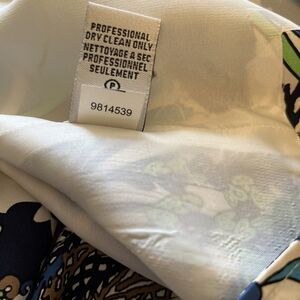 PROFESSIONAL
DRY CLEAN ONLY
NETTOYAGE A SEC
PROFESSIONNEL
SEULEMENT
P
9814539